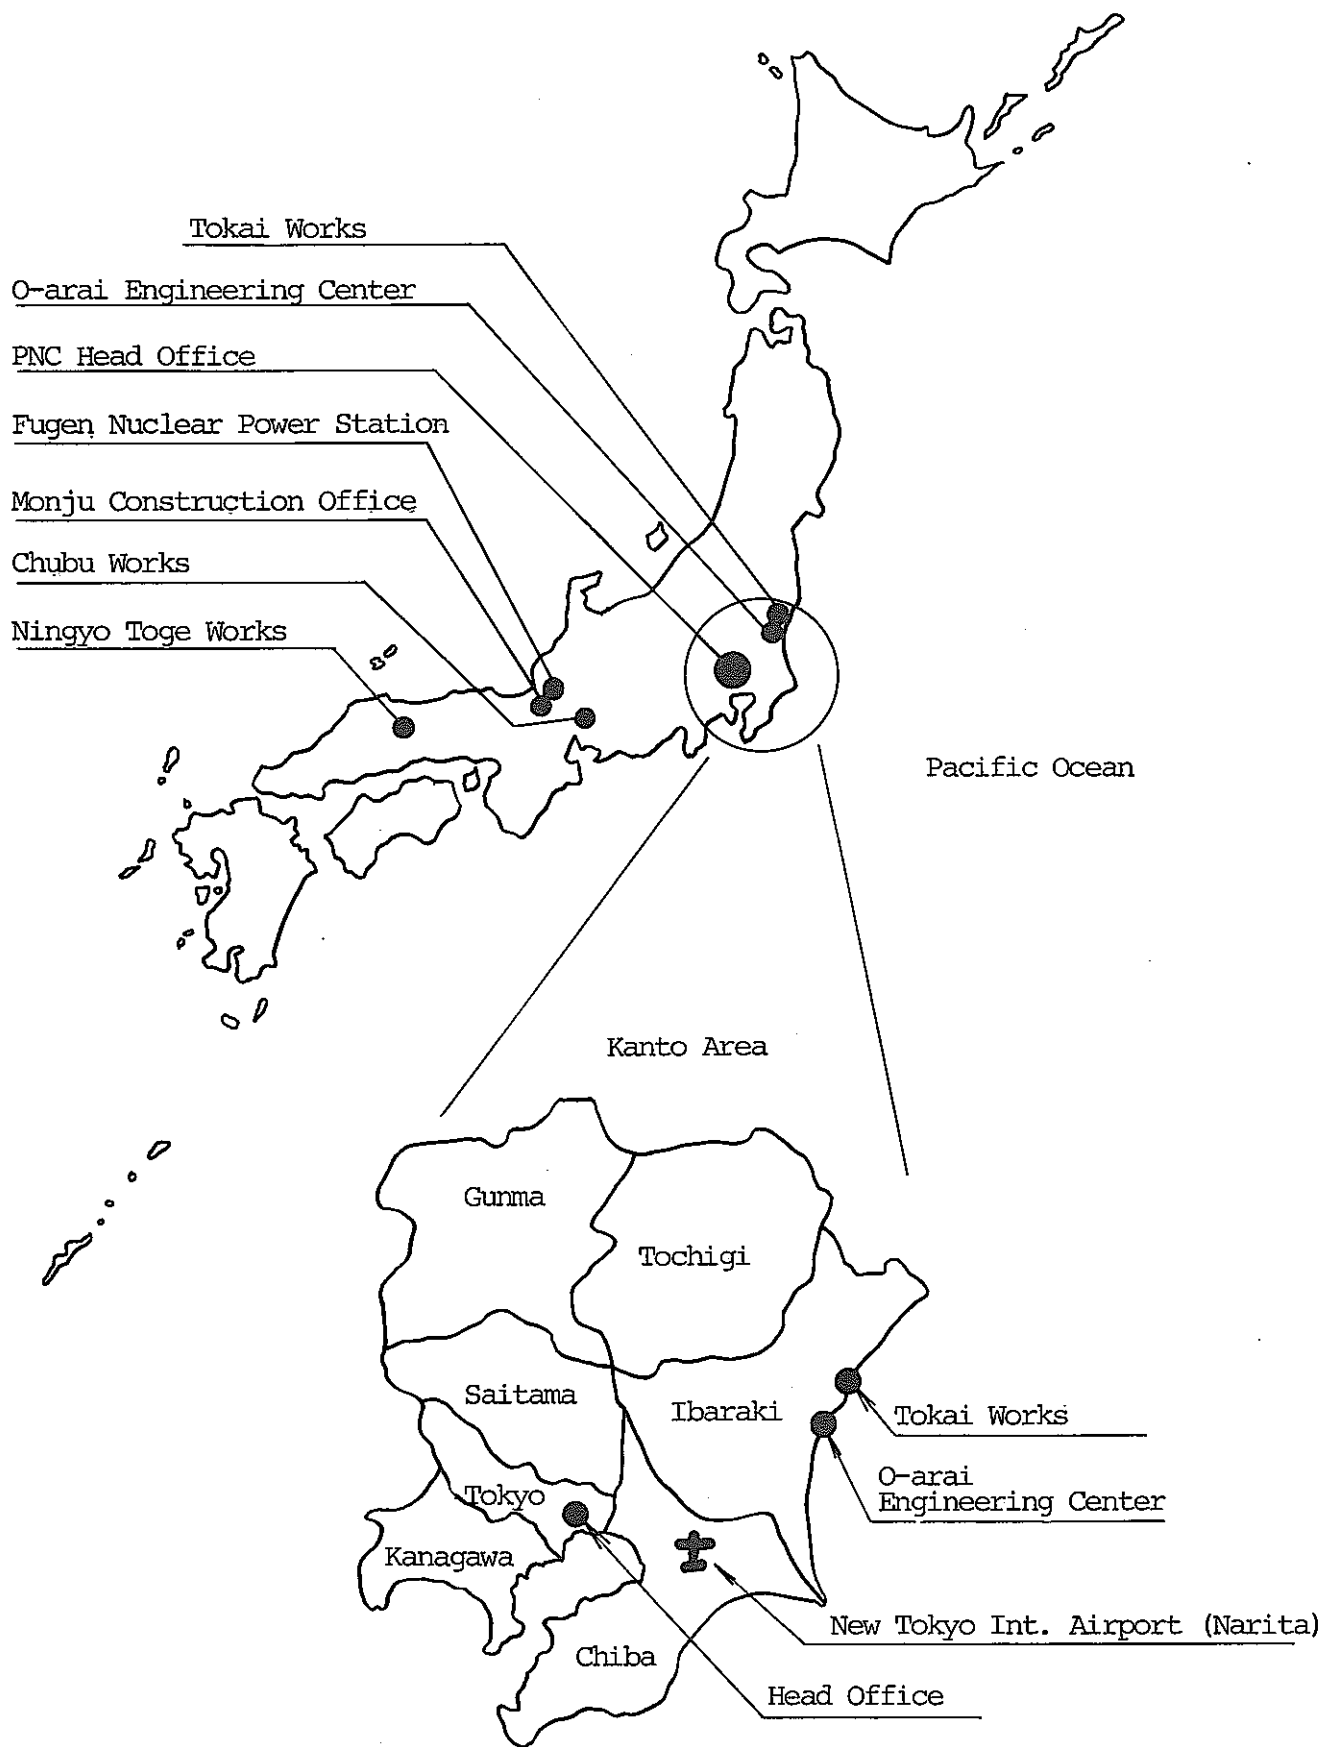 Tokai Works
O-arai Engineering Center
PNC Head Office
Fugen Nuclear Power Station
Monju Construction Office
Chubu Works
Ningyo Toge Works
Pacific Ocean
Kanto Area
Gunma
Tochigi
Saitama
Ibaraki
Tokai Works
O-arai
Engineering Center
Tokyo
Kanagawa
New Tokyo Int. Airport (Narita)
Chiba
Head Office